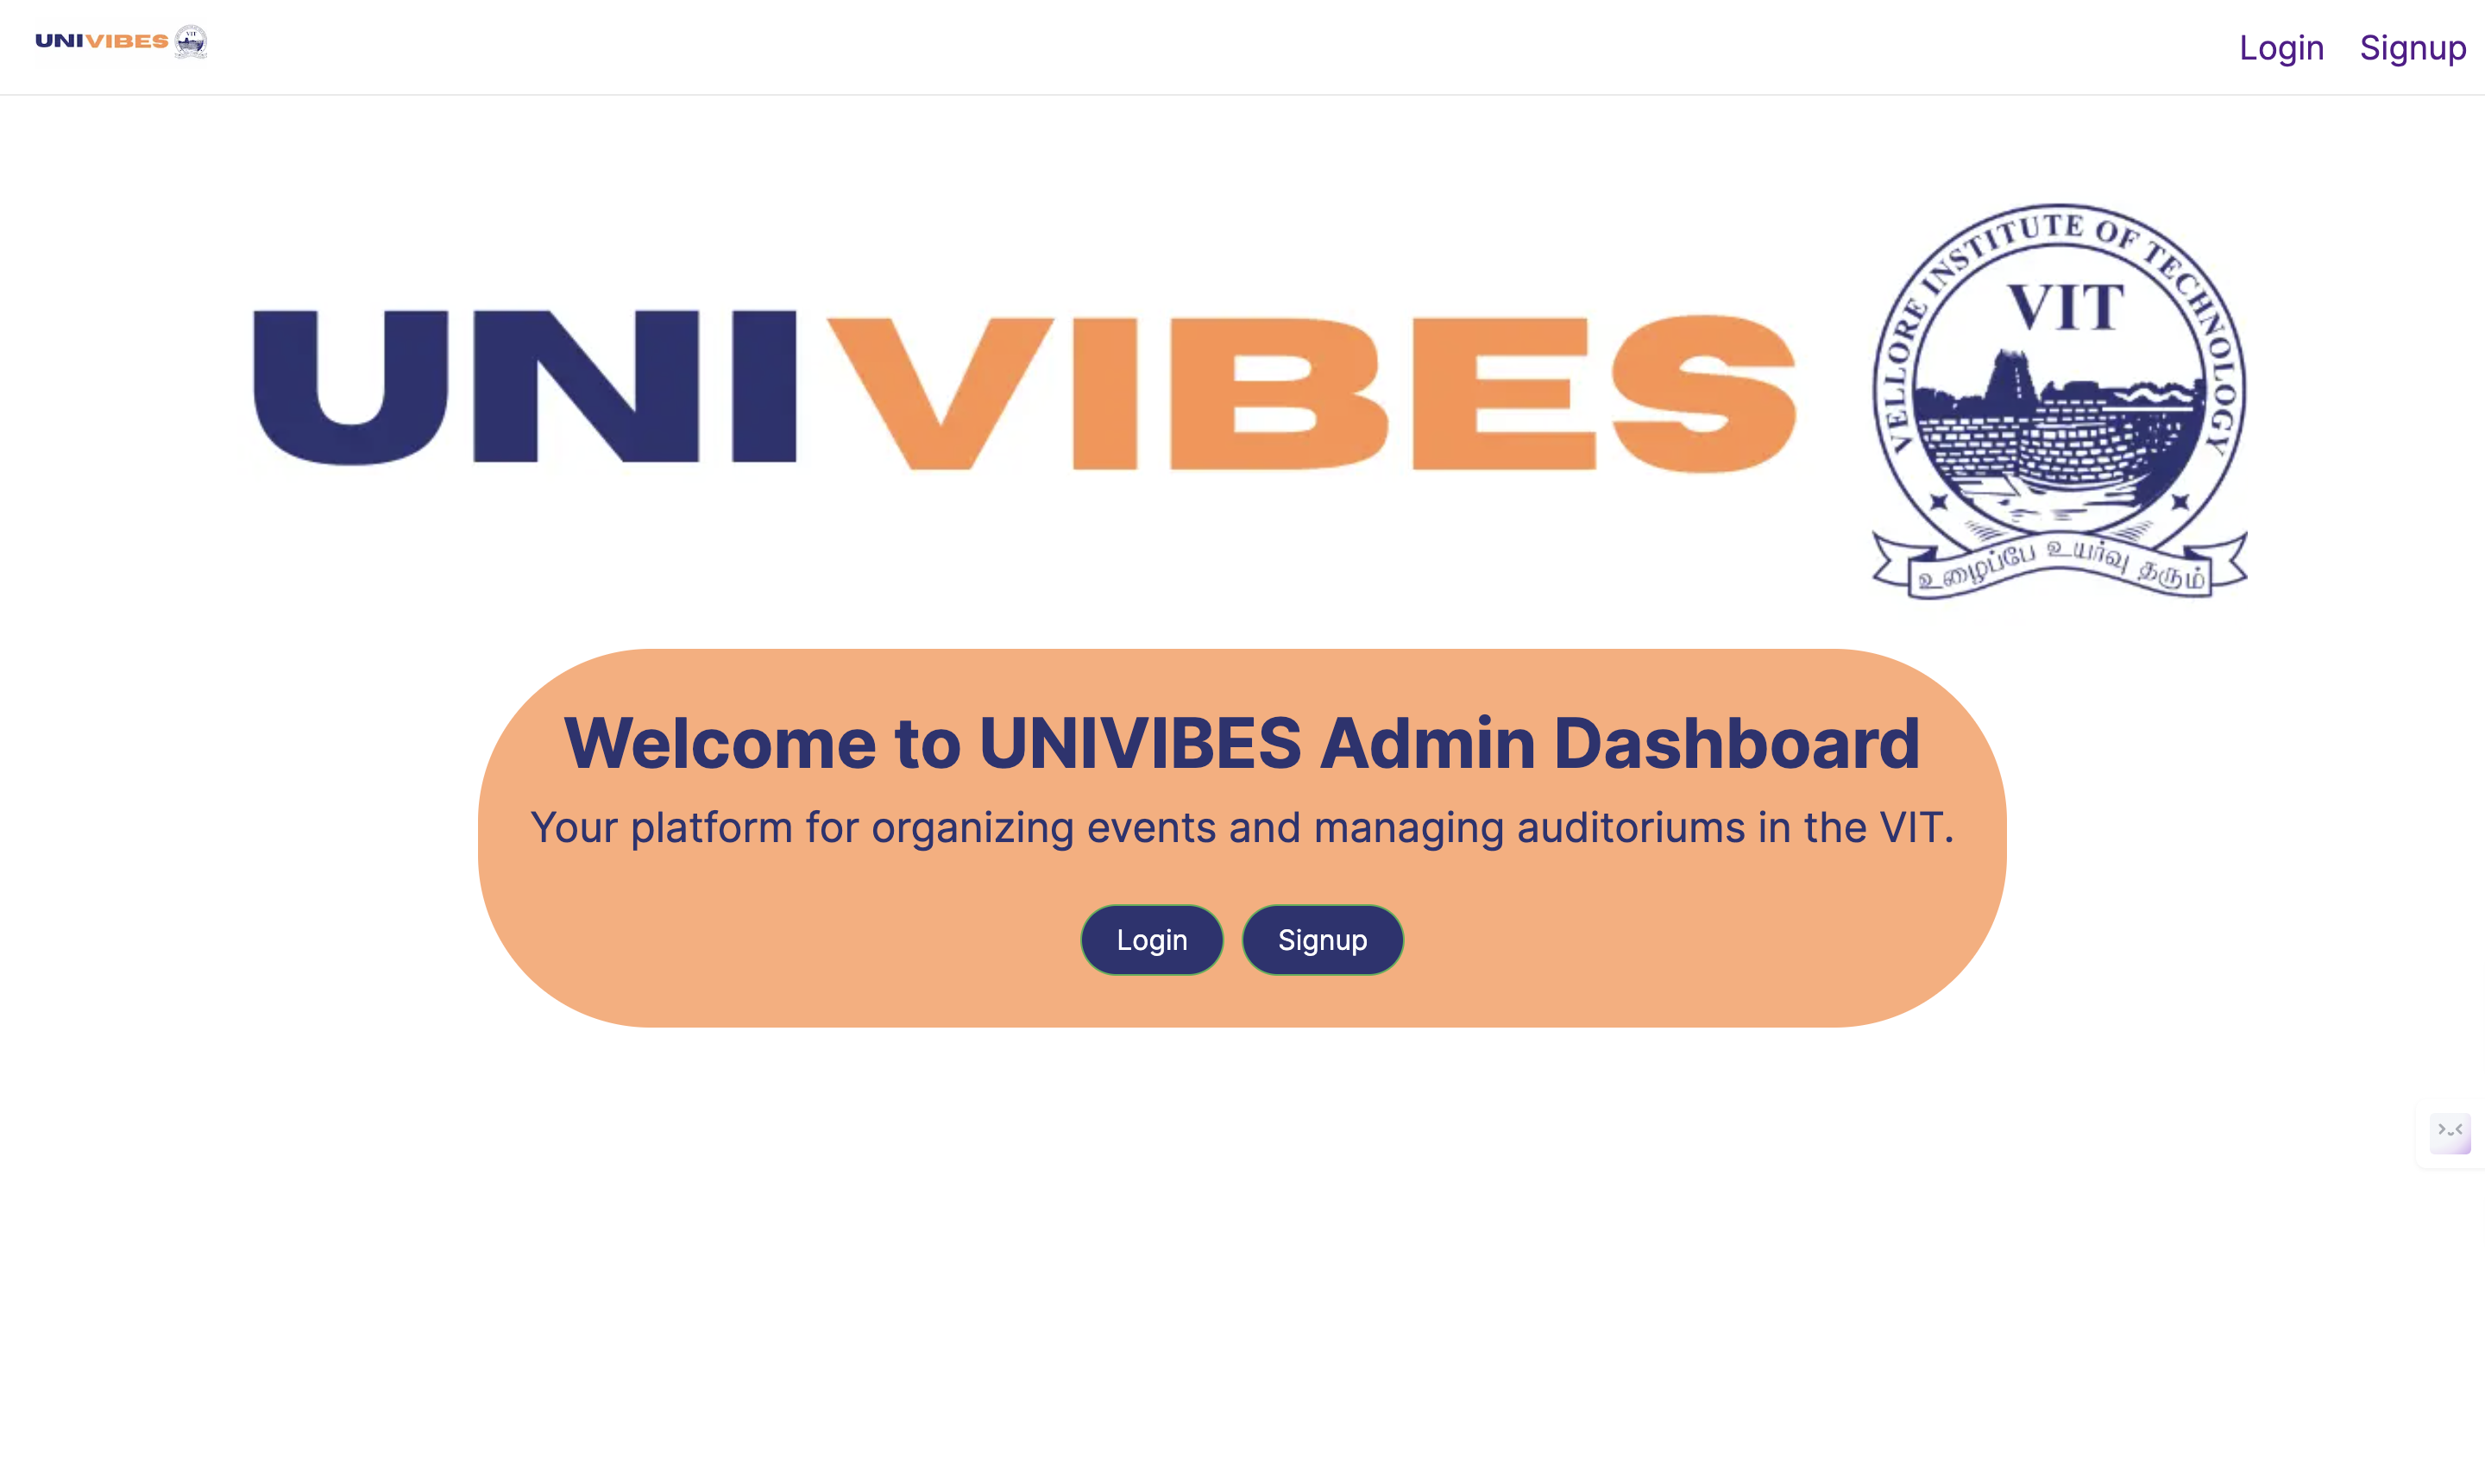 UNIVIBES VIT
Login Signup
UNIVIBES
VELLORE INSTITUTE OF TECHNOLOGY
VIT
உழைப்பே உயர்வு தரும்
Welcome to UNIVIBES Admin Dashboard
Your platform for organizing events and managing auditoriums in the VIT.
Login Signup